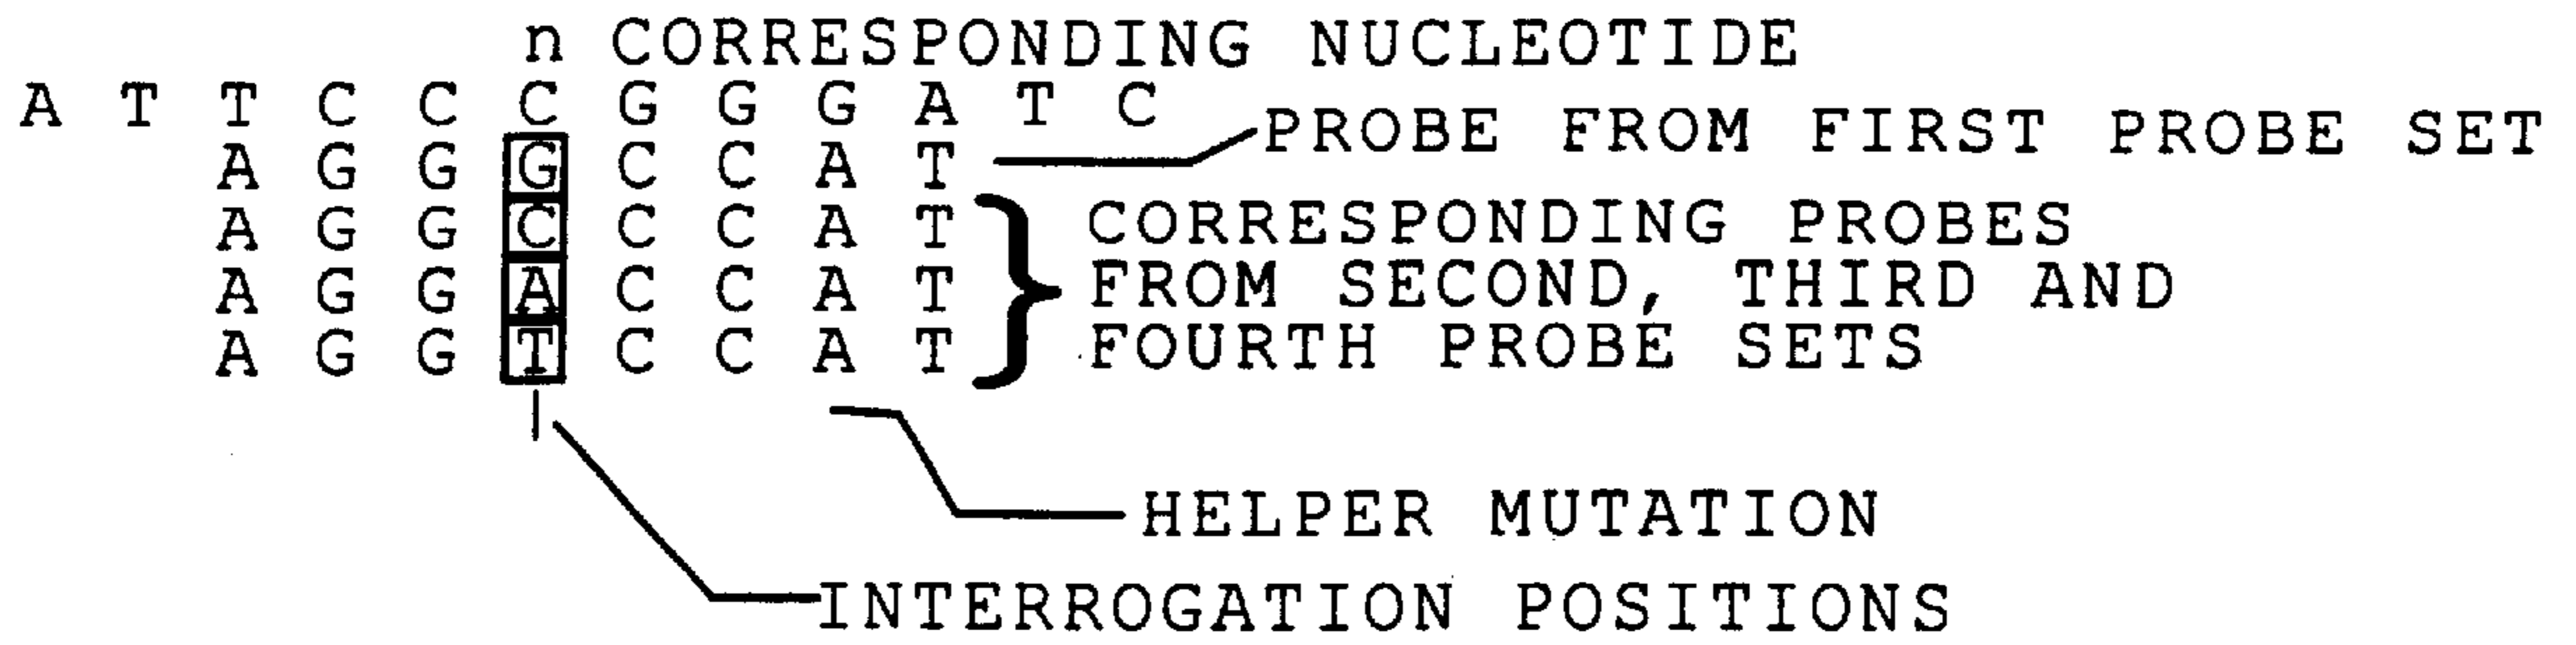 n CORRESPONDING NUCLEOTIDE
A T T C C C G G G A T C
PROBE FROM FIRST PROBE SET
A G G G C C A T
A G G C C C A T
CORRESPONDING PROBES
A G G A C C A T
FROM SECOND, THIRD AND
A G G T C C A T
FOURTH PROBE SETS
HELPER MUTATION
INTERROGATION POSITIONS